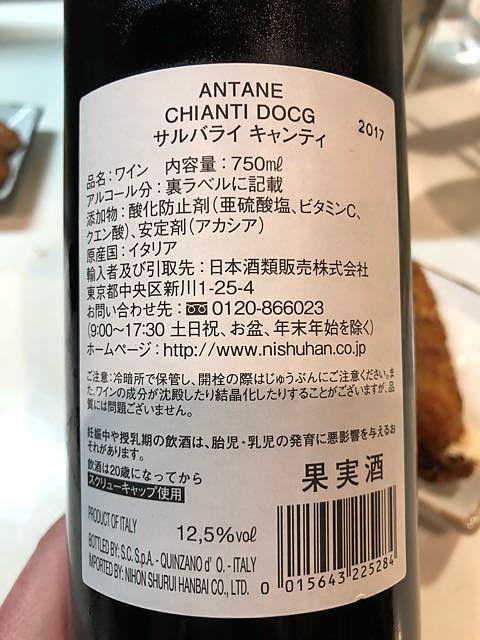 ANTANE
CHIANTI DOCG
サルバライ キャンティ
2017
品名：ワイン 内容量：750mℓ
アルコール分：裏ラベルに記載
添加物：酸化防止剤（亜硫酸塩、ビタミンC、
クエン酸）、安定剤（アカシア）
原産国：イタリア
輸入者及び引取先：日本酒類販売株式会社
東京都中央区新川1-25-4
お問い合わせ先：0120-866023
（9:00〜17:30 土日祝、お盆、年末年始を除く）
ホームページ：http://www.nishuhan.co.jp
ご注意：冷暗所で保管し、開栓の際はじゅうぶんにご注意ください。ま
た、ワインの成分が沈殿したり結晶化したりすることがございますが、品
質には問題ございません。
妊娠中や授乳期の飲酒は、胎児・乳児の発育に悪影響を与えるお
それがあります。
飲酒は20歳になってから
スクリューキャップ使用
果実酒
PRODUCT OF ITALY
12,5%vol
BOTTLED BY: S.C. S.p.A. - QUINZANO d' O. - ITALY
IMPORTED BY: NIHON SHURUI HANBAI CO., LTD.
0 015643 225284